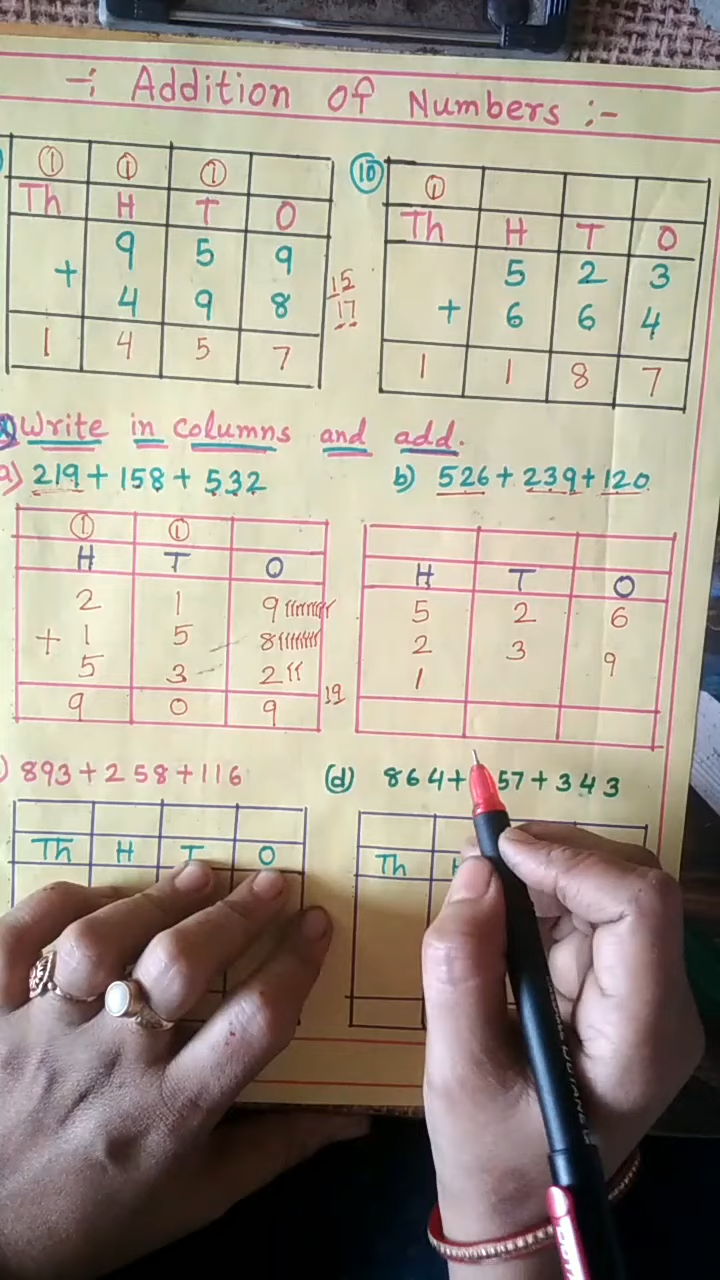 -: Addition of Numbers :-
① ① ①
Th H T O
9 5 9
+ 4 9 8
1 4 5 7
15
17
⑩
①
Th H T O
5 2 3
+ 6 6 4
1 1 8 7
Write in columns and add.
a) 219 + 158 + 532
① ①
H T O
2 1 9
+ 1 5 8
5 3 2
9 0 9
19
b) 526 + 239 + 120
H T O
5 2 6
2 3 9
1
) 893 + 258 + 116
Th H T O
(d) 864 + 57 + 343
Th H